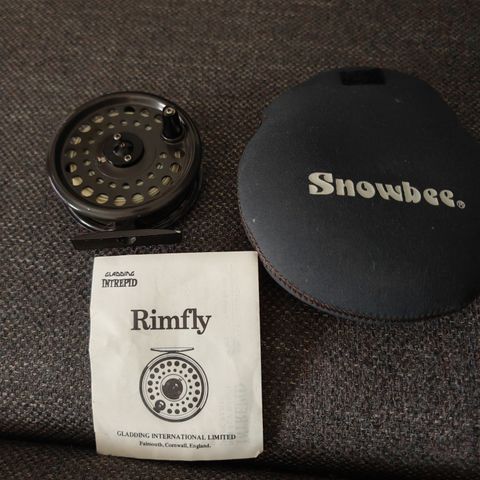 Snowbee®
GLADDING
INTREPID
Rimfly
GLADDING INTERNATIONAL LIMITED
Falmouth, Cornwall, England.